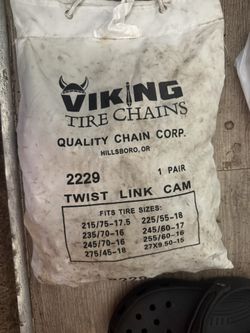 VIKING
TIRE CHAINS
QUALITY CHAIN CORP.
HILLSBORO, OR
2229 1 PAIR
TWIST LINK CAM
FITS TIRE SIZES:
215/75-17.5 225/55-18
235/70-16 245/60-17
245/70-16 255/60-16
275/45-18 27X9.50-15
2229